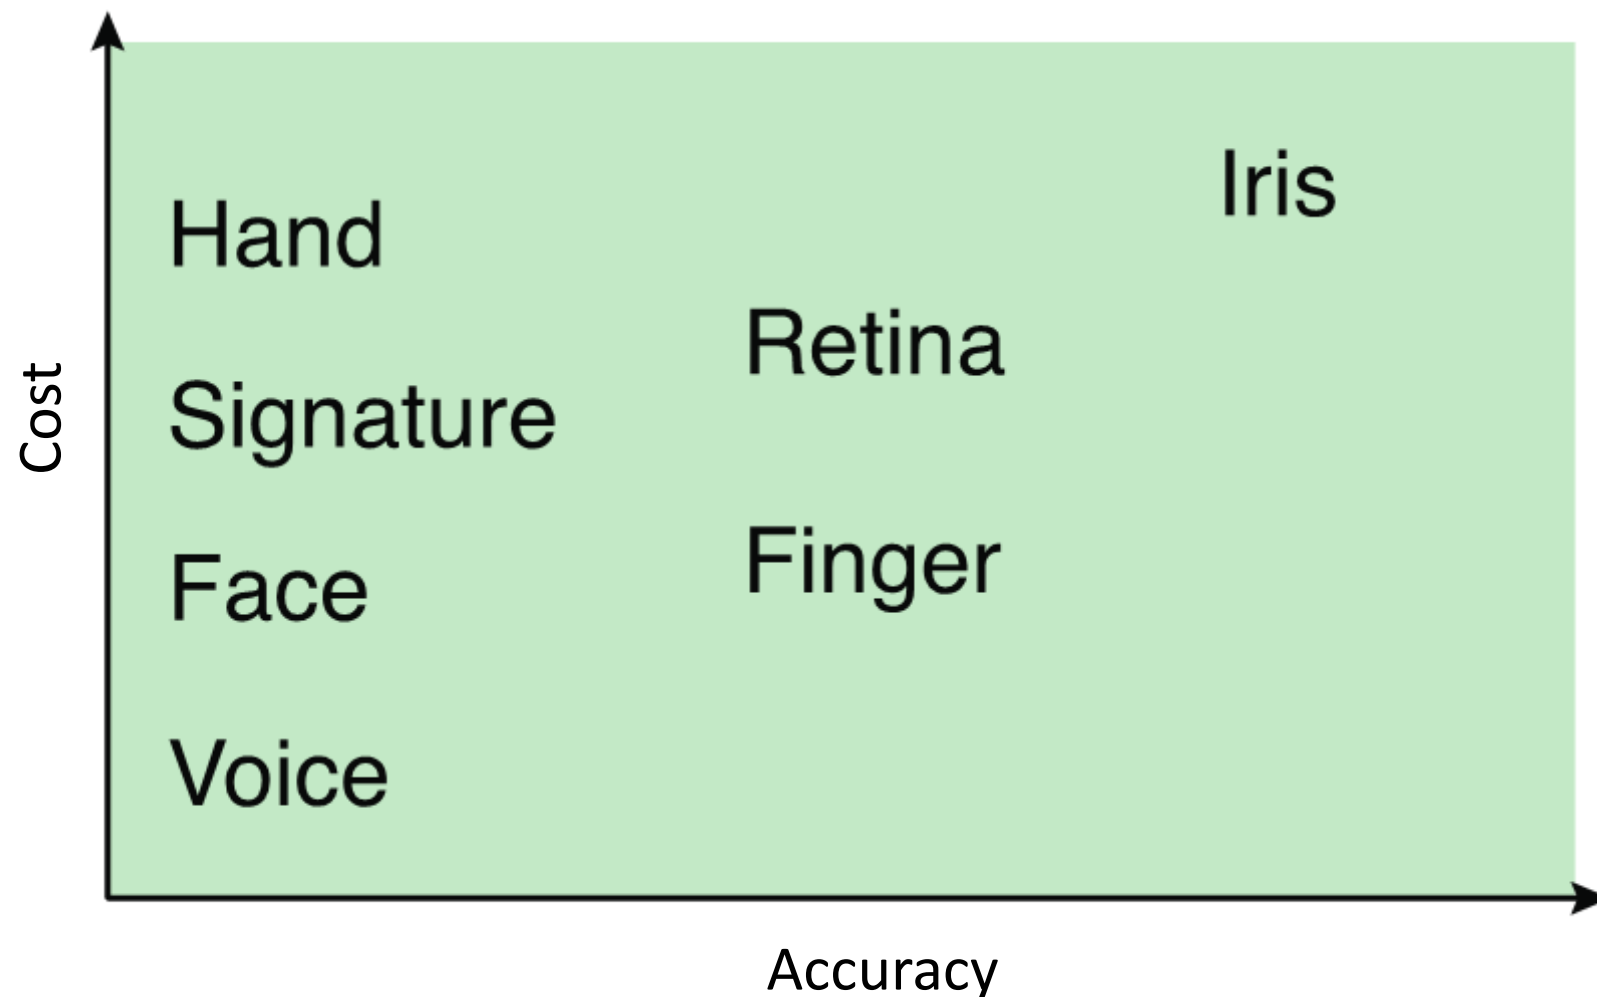 Iris
Hand
Retina
Signature
Cost
Finger
Face
Voice
Accuracy